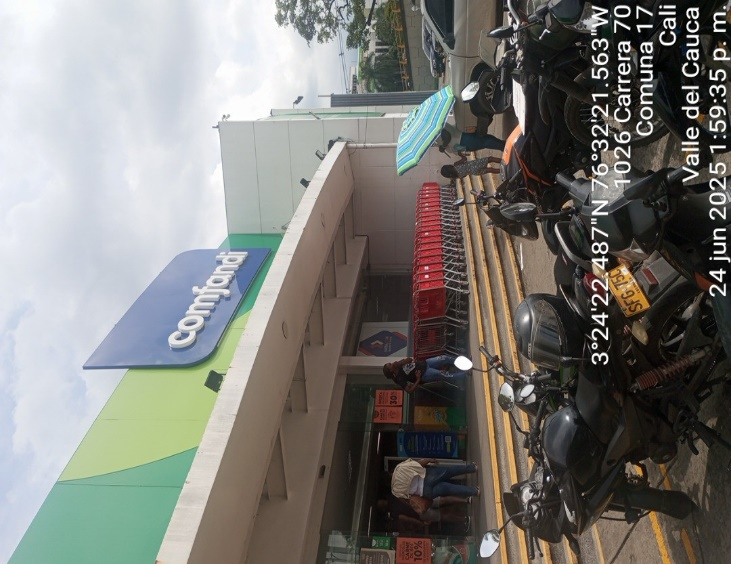 comfandi
10%
3°24'22.487"N 76°32'21.563"W
1026 Carrera 70
Comuna 17
Cali
Valle del Cauca
24 jun 2025 1:59:35 p. m.